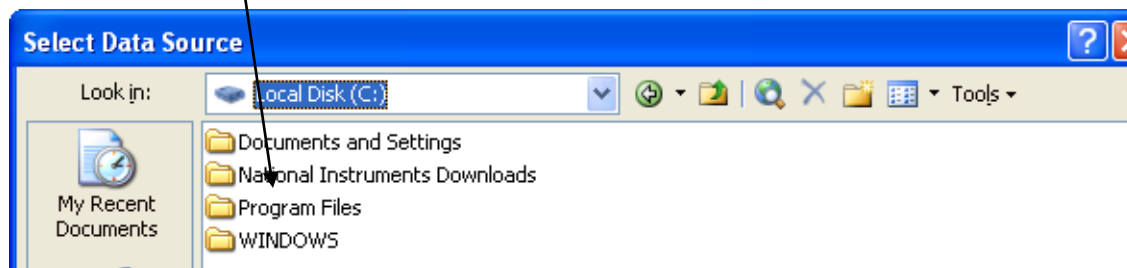 Select Data Source
Look in: Local Disk (C:) Tools
Documents and Settings
National Instruments Downloads
My Recent Documents
Program Files
WINDOWS